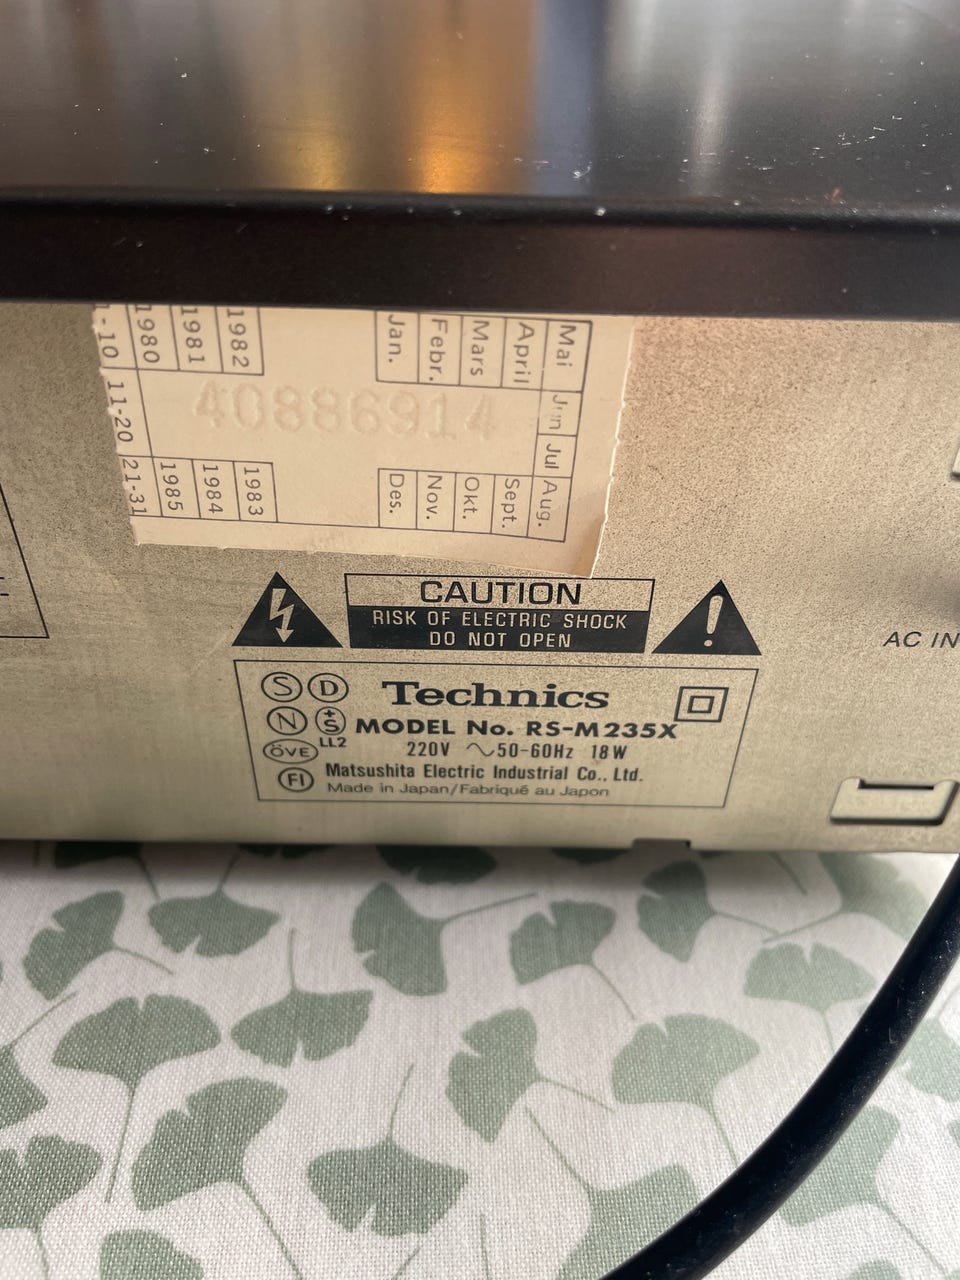 1-10 11-20 21-31
1980 1981 1982
1985 1984 1983
Jan. Febr. Mars April Mai
Jun Jul
Des. Nov. Okt. Sept. Aug.
40886914
CAUTION
RISK OF ELECTRIC SHOCK
DO NOT OPEN
AC IN
S D
N +S
ÖVE LL2
FI
Technics
MODEL No. RS-M235X
220V ∿50-60Hz 18W
Matsushita Electric Industrial Co., Ltd.
Made in Japan/Fabriqué au Japon